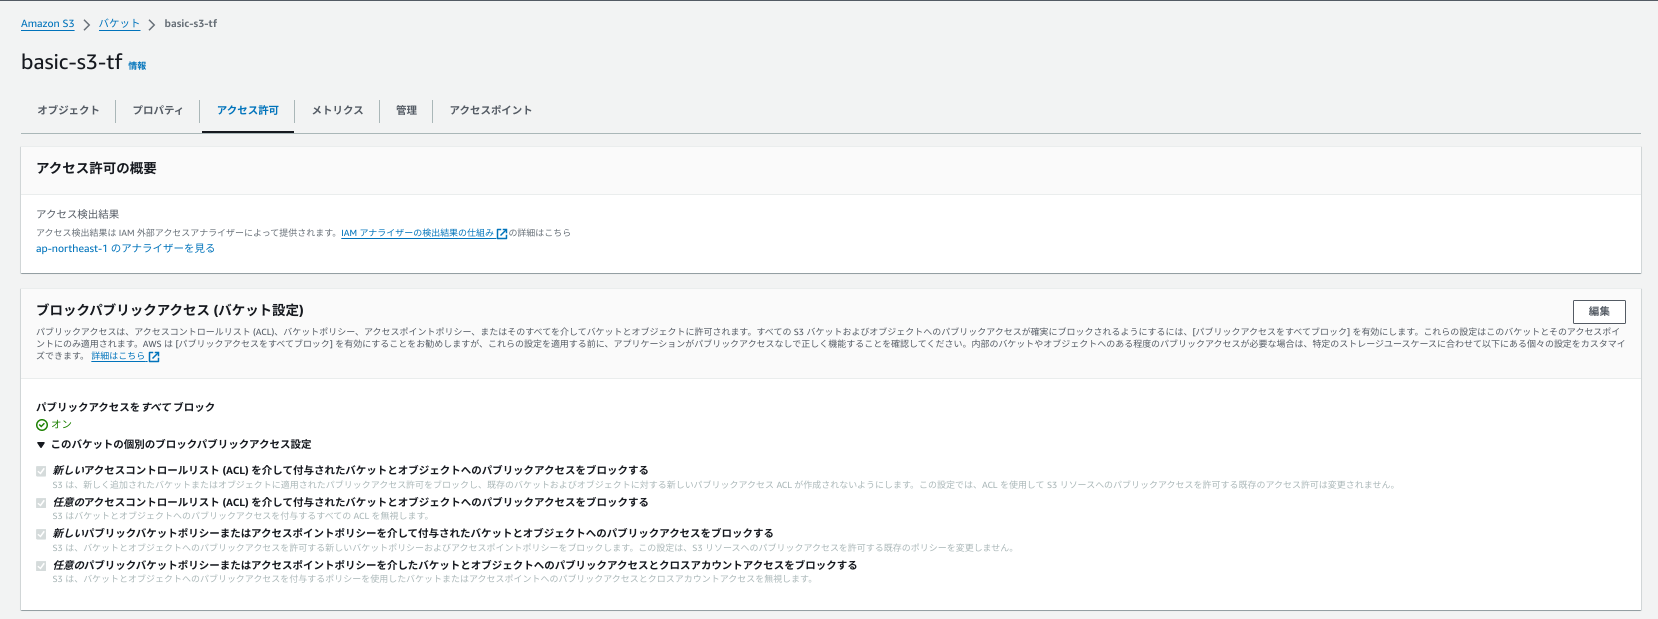 Amazon S3 > バケット > basic-s3-tf
basic-s3-tf 情報
オブジェクト プロパティ アクセス許可 メトリクス 管理 アクセスポイント
アクセス許可の概要
アクセス検出結果
アクセス検出結果は IAM 外部アクセスアナライザーによって提供されます。IAM アナライザーの検出結果の仕組み の詳細はこちら
ap-northeast-1 のアナライザーを見る
ブロックパブリックアクセス (バケット設定)
編集
パブリックアクセスは、アクセスコントロールリスト (ACL)、バケットポリシー、アクセスポイントポリシー、またはそのすべてを介してバケットとオブジェクトに許可されます。すべての S3 バケットおよびオブジェクトへのパブリックアクセスが確実にブロックされるようにするには、[パブリックアクセスをすべてブロック] を有効にします。これらの設定はこのバケットとそのアクセスポイ
ントにのみ適用されます。AWS は [パブリックアクセスをすべてブロック] を有効にすることをお勧めしますが、これらの設定を適用する前に、アプリケーションがパブリックアクセスなしで正しく機能することを確認してください。内部のバケットやオブジェクトへのある程度のパブリックアクセスが必要な場合は、特定のストレージユースケースに合わせて以下にある個々の設定をカスタマイ
ズできます。 詳細はこちら
パブリックアクセスをすべてブロック
オン
このバケットの個別のブロックパブリックアクセス設定
新しいアクセスコントロールリスト (ACL) を介して付与されたバケットとオブジェクトへのパブリックアクセスをブロックする
S3 は、新しく追加されたバケットまたはオブジェクトに適用されたパブリックアクセス許可をブロックし、既存のバケットおよびオブジェクトに対する新しいパブリックアクセス ACL が作成されないようにします。この設定では、ACL を使用して S3 リソースへのパブリックアクセスを許可する既存のアクセス許可は変更されません。
任意のアクセスコントロールリスト (ACL) を介して付与されたバケットとオブジェクトへのパブリックアクセスをブロックする
S3 はバケットとオブジェクトへのパブリックアクセスを付与するすべての ACL を無視します。
新しいパブリックバケットポリシーまたはアクセスポイントポリシーを介して付与されたバケットとオブジェクトへのパブリックアクセスをブロックする
S3 は、バケットとオブジェクトへのパブリックアクセスを許可する新しいバケットポリシーおよびアクセスポイントポリシーをブロックします。この設定は、S3 リソースへのパブリックアクセスを許可する既存のポリシーを変更しません。
任意のパブリックバケットポリシーまたはアクセスポイントポリシーを介したバケットとオブジェクトへのパブリックアクセスとクロスアカウントアクセスをブロックする
S3 は、バケットとオブジェクトへのパブリックアクセスを付与するポリシーを使用したバケットまたはアクセスポイントへのパブリックアクセスとクロスアカウントアクセスを無視します。